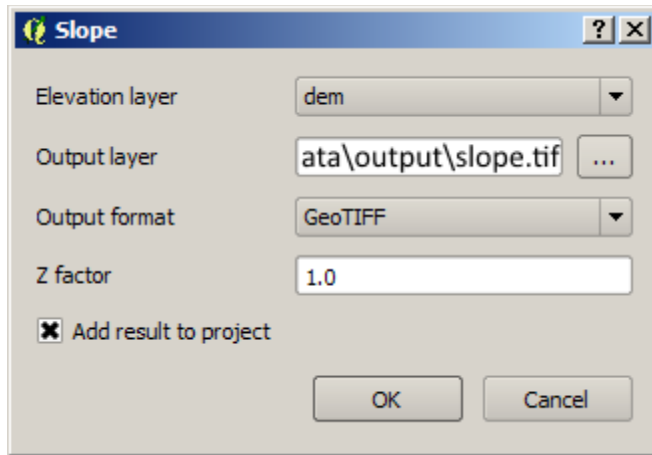 Slope
Elevation layer dem
Output layer ata\output\slope.tif ...
Output format GeoTIFF
Z factor 1.0
Add result to project
OK Cancel